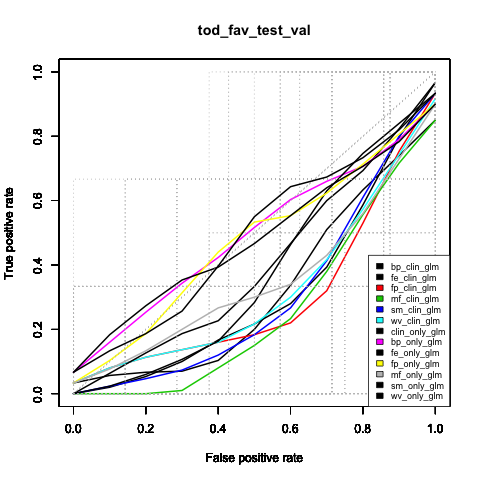 tod_fav_test_val
True positive rate
1.0
0.8
0.6
0.4
0.2
0.0
bp_clin_glm
fe_clin_glm
fp_clin_glm
mf_clin_glm
sm_clin_glm
wv_clin_glm
clin_only_glm
bp_only_glm
fe_only_glm
fp_only_glm
mf_only_glm
sm_only_glm
wv_only_glm
0.0 0.2 0.4 0.6 0.8 1.0
False positive rate